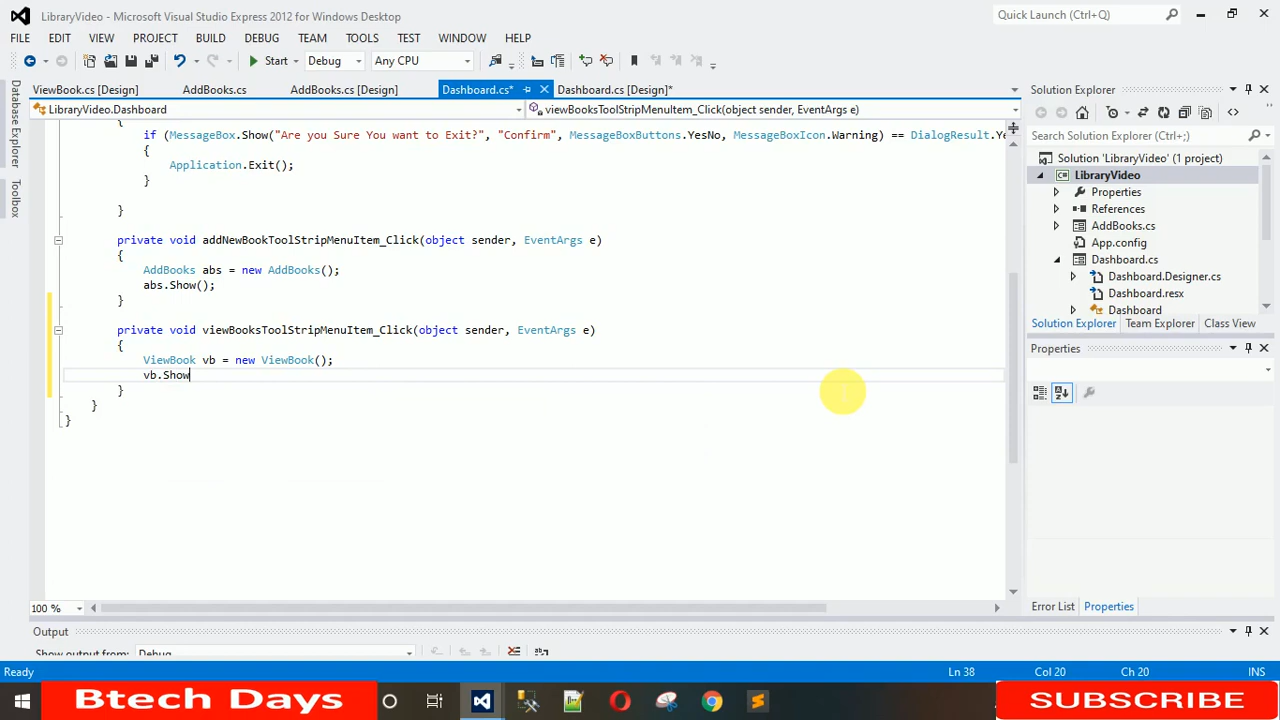 LibraryVideo - Microsoft Visual Studio Express 2012 for Windows Desktop
Quick Launch (Ctrl+Q)
FILE EDIT VIEW PROJECT BUILD DEBUG TEAM TOOLS TEST WINDOW HELP
Start Debug Any CPU
ViewBook.cs [Design] AddBooks.cs AddBooks.cs [Design] Dashboard.cs* Dashboard.cs [Design]*
Solution Explorer
LibraryVideo.Dashboard
viewBooksToolStripMenuItem_Click(object sender, EventArgs e)
Database Explorer
Toolbox
{
if (MessageBox.Show("Are you Sure You want to Exit?", "Confirm", MessageBoxButtons.YesNo, MessageBoxIcon.Warning) == DialogResult.Ye
{
Application.Exit();
}
}
private void addNewBookToolStripMenuItem_Click(object sender, EventArgs e)
{
AddBooks abs = new AddBooks();
abs.Show();
}
private void viewBooksToolStripMenuItem_Click(object sender, EventArgs e)
{
ViewBook vb = new ViewBook();
vb.Show
}
}
}
Search Solution Explorer (Ctrl+;)
Solution 'LibraryVideo' (1 project)
LibraryVideo
Properties
References
AddBooks.cs
App.config
Dashboard.cs
Dashboard.Designer.cs
Dashboard.resx
Dashboard
Solution Explorer Team Explorer Class View
Properties
100 %
Error List Properties
Output
Show output from: Debug
Ready
Ln 38
Col 20
Ch 20
INS
Btech Days
SUBSCRIBE